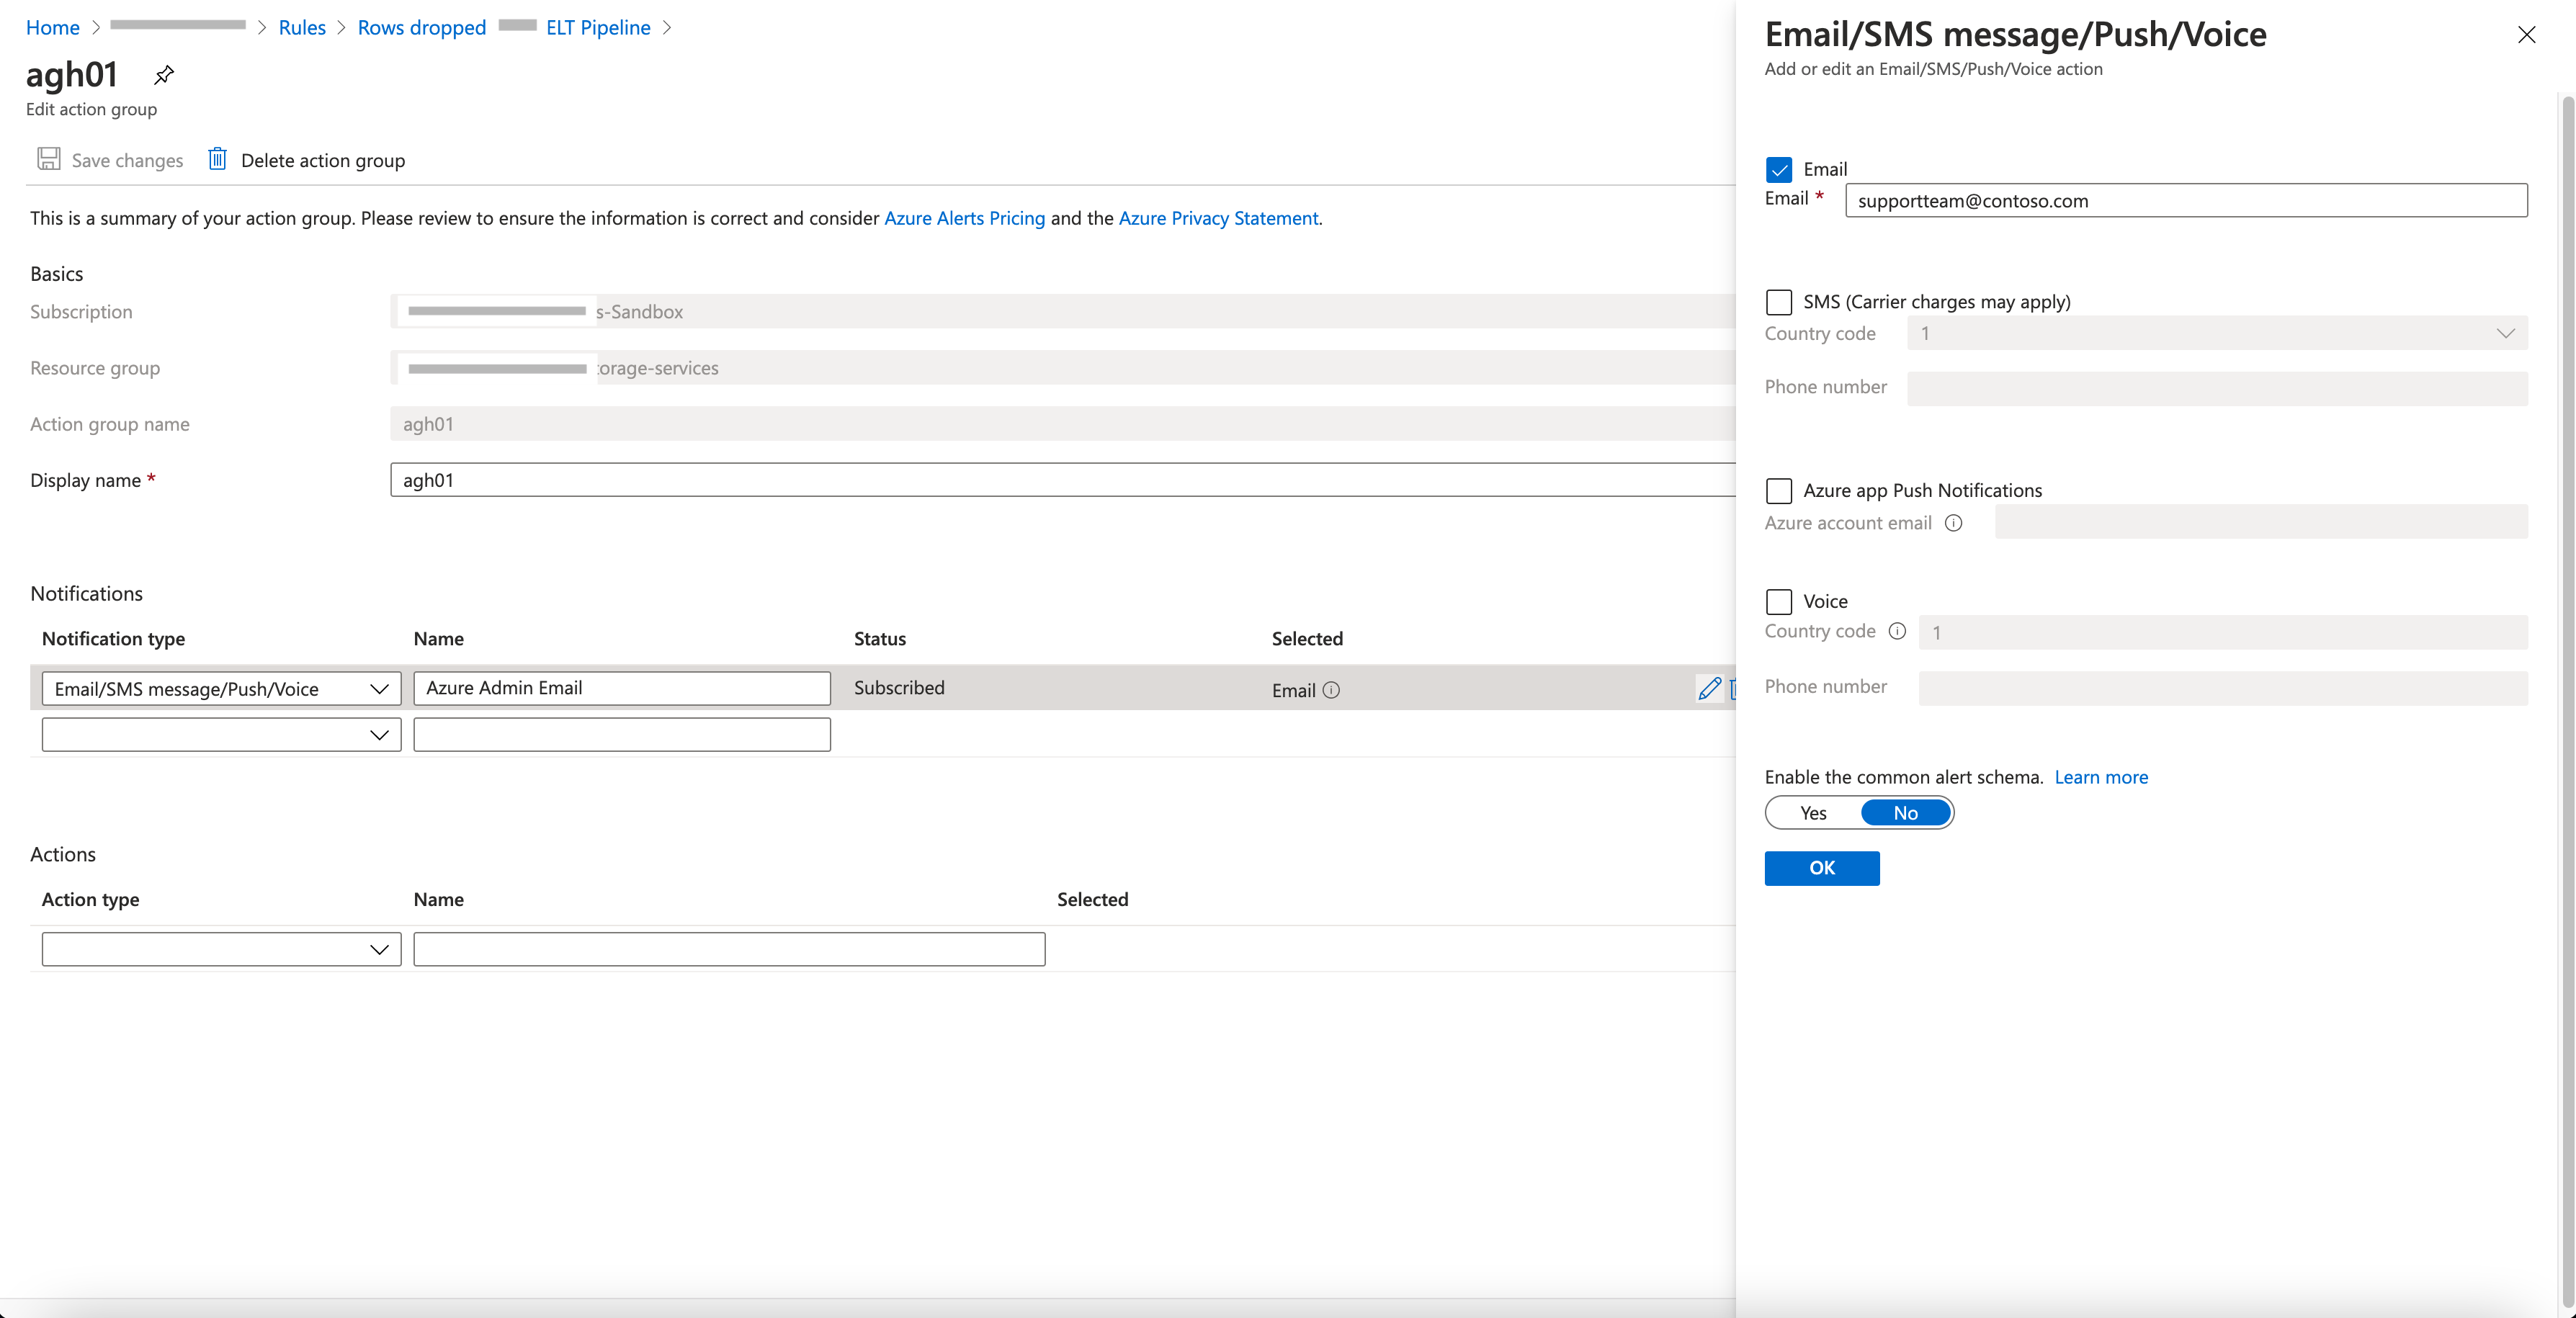 Home > > Rules > Rows dropped ELT Pipeline >
agh01
Edit action group
Save changes Delete action group
This is a summary of your action group. Please review to ensure the information is correct and consider Azure Alerts Pricing and the Azure Privacy Statement.
Basics
Subscription s-Sandbox
Resource group torage-services
Action group name agh01
Display name * agh01
Notifications
Notification type Name Status Selected
Email/SMS message/Push/Voice Azure Admin Email Subscribed Email
Actions
Action type Name Selected
Email/SMS message/Push/Voice
Add or edit an Email/SMS/Push/Voice action
Email
Email * supportteam@contoso.com
SMS (Carrier charges may apply)
Country code 1
Phone number
Azure app Push Notifications
Azure account email
Voice
Country code 1
Phone number
Enable the common alert schema. Learn more
Yes No
OK